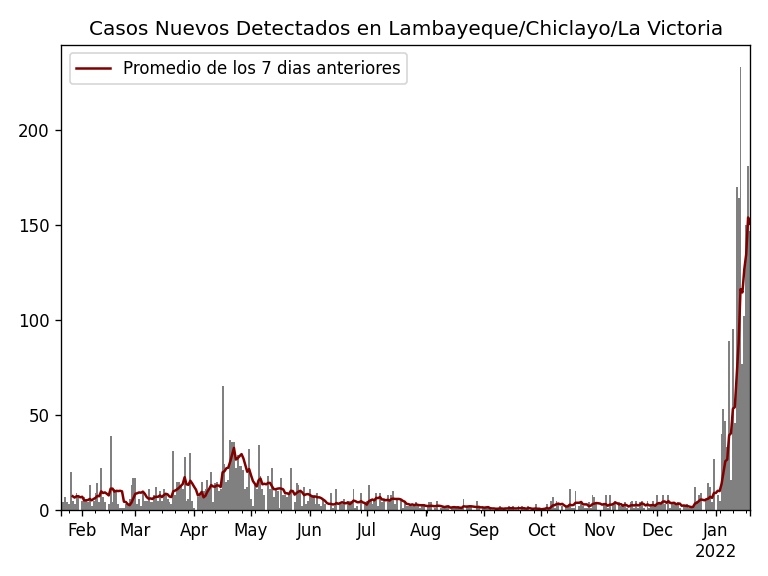 Casos Nuevos Detectados en Lambayeque/Chiclayo/La Victoria
Promedio de los 7 dias anteriores
200
150
100
50
0
Feb Mar Apr May Jun Jul Aug Sep Oct Nov Dec Jan
2022